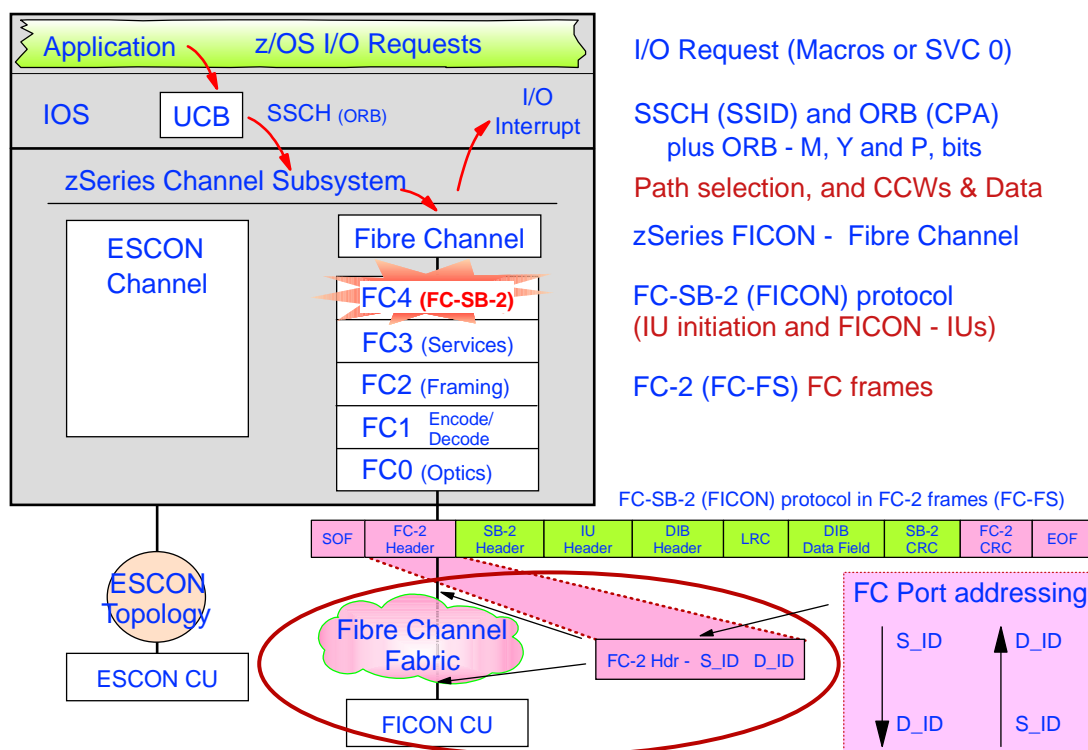 Application
z/OS I/O Requests
IOS
UCB
SSCH (ORB)
I/O
Interrupt
zSeries Channel Subsystem
ESCON
Channel
Fibre Channel
FC4 (FC-SB-2)
FC3 (Services)
FC2 (Framing)
FC1 Encode/
Decode
FC0 (Optics)
I/O Request (Macros or SVC 0)
SSCH (SSID) and ORB (CPA)
plus ORB - M, Y and P, bits
Path selection, and CCWs & Data
zSeries FICON - Fibre Channel
FC-SB-2 (FICON) protocol
(IU initiation and FICON - IUs)
FC-2 (FC-FS) FC frames
FC-SB-2 (FICON) protocol in FC-2 frames (FC-FS)
SOF
FC-2
Header
SB-2
Header
IU
Header
DIB
Header
LRC
DIB
Data Field
SB-2
CRC
FC-2
CRC
EOF
ESCON
Topology
ESCON CU
Fibre Channel
Fabric
FICON CU
FC-2 Hdr - S_ID D_ID
FC Port addressing
S_ID
D_ID
D_ID
S_ID